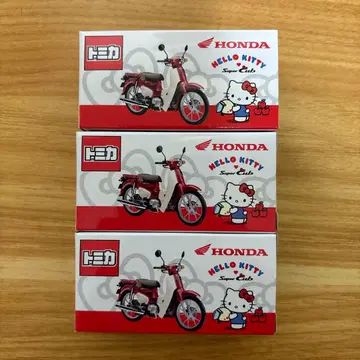 トミカ
HONDA
HELLO KITTY
Super Cub
トミカ
HONDA
HELLO KITTY
Super Cub
トミカ
HONDA
HELLO KITTY
Super Cub